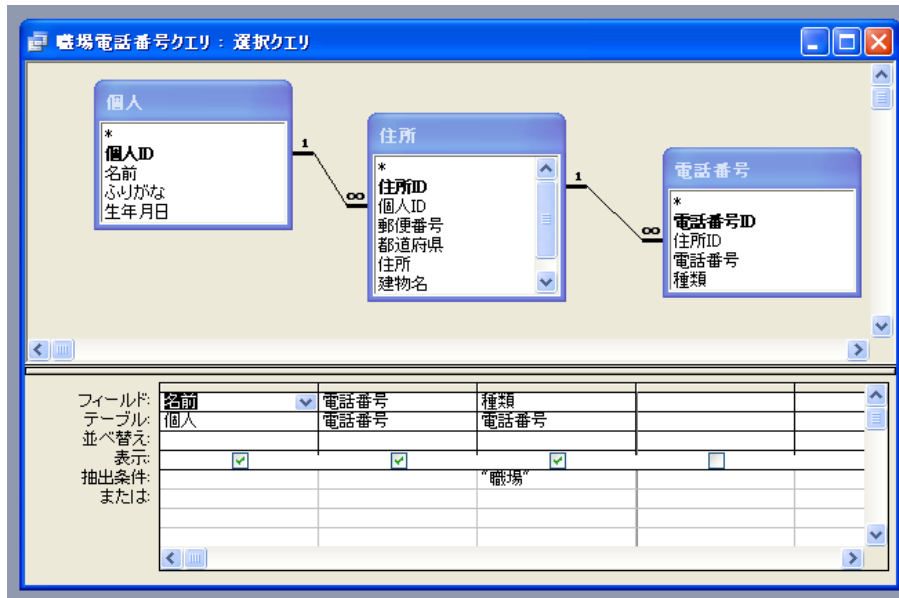 職場電話番号クエリ : 選択クエリ
個人
*
個人ID
名前
ふりがな
生年月日
1
∞
住所
*
住所ID
個人ID
郵便番号
都道府県
住所
建物名
1
∞
電話番号
*
電話番号ID
住所ID
電話番号
種類
フィールド: 名前 電話番号 種類
テーブル: 個人 電話番号 電話番号
並べ替え:
表示:
抽出条件: "職場"
または: